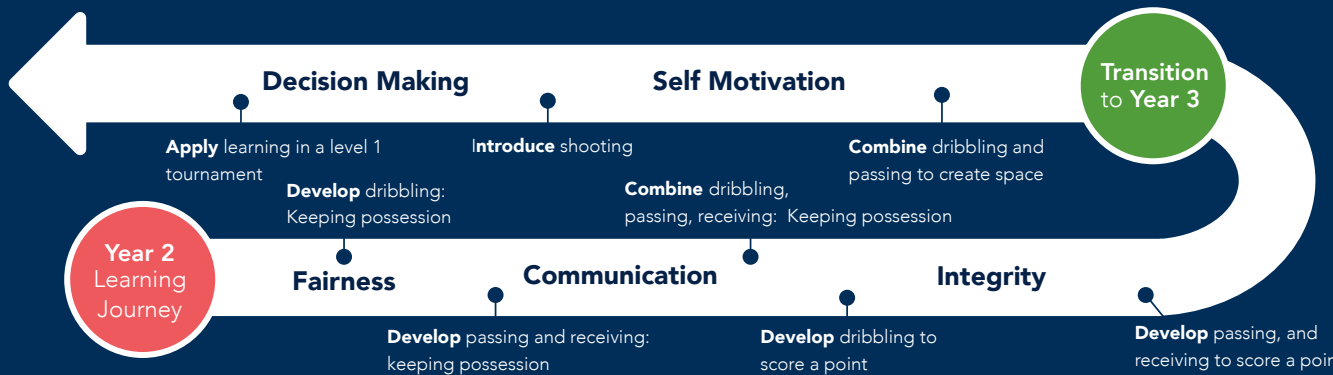 Decision Making
Self Motivation
Transition
to Year 3
Apply learning in a level 1
tournament
Introduce shooting
Combine dribbling and
passing to create space
Develop dribbling:
Keeping possession
Combine dribbling,
passing, receiving: Keeping possession
Year 2
Learning
Journey
Fairness
Communication
Integrity
Develop passing and receiving:
keeping possession
Develop dribbling to
score a point
Develop passing, and
receiving to score a poin